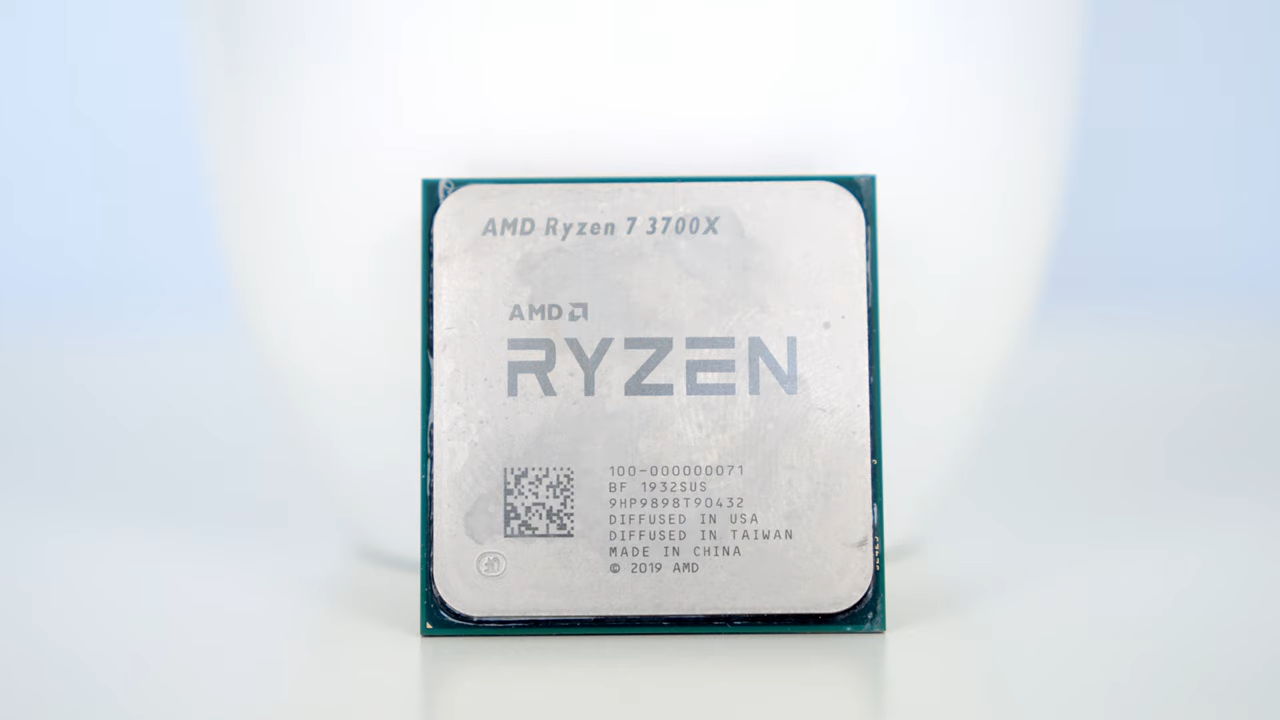 AMD Ryzen 7 3700X
AMD
RYZEN
100-000000071
BF 1932SUS
9HP9898T90432
DIFFUSED IN USA
DIFFUSED IN TAIWAN
MADE IN CHINA
© 2019 AMD